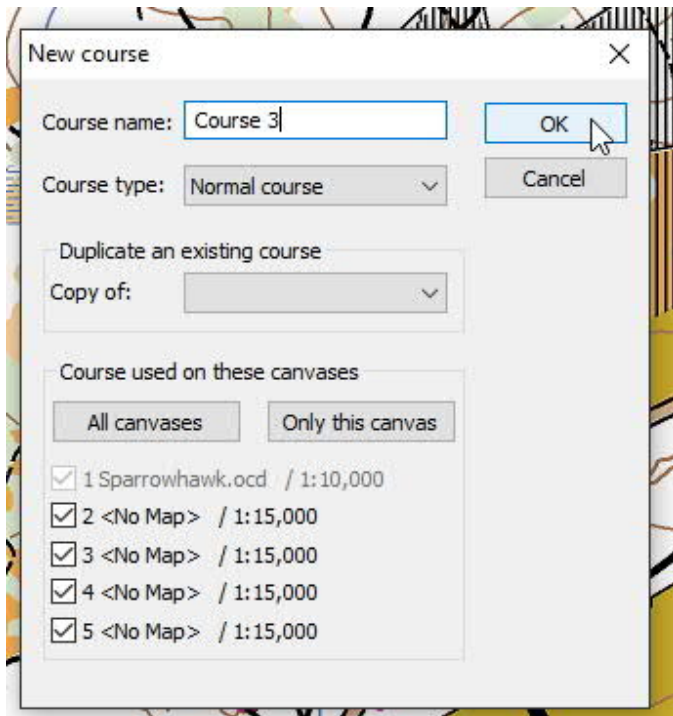 New course
Course name: Course 3 OK
Course type: Normal course Cancel
Duplicate an existing course
Copy of:
Course used on these canvases
All canvases Only this canvas
1 Sparrowhawk.ocd / 1:10,000
2 <No Map> / 1:15,000
3 <No Map> / 1:15,000
4 <No Map> / 1:15,000
5 <No Map> / 1:15,000